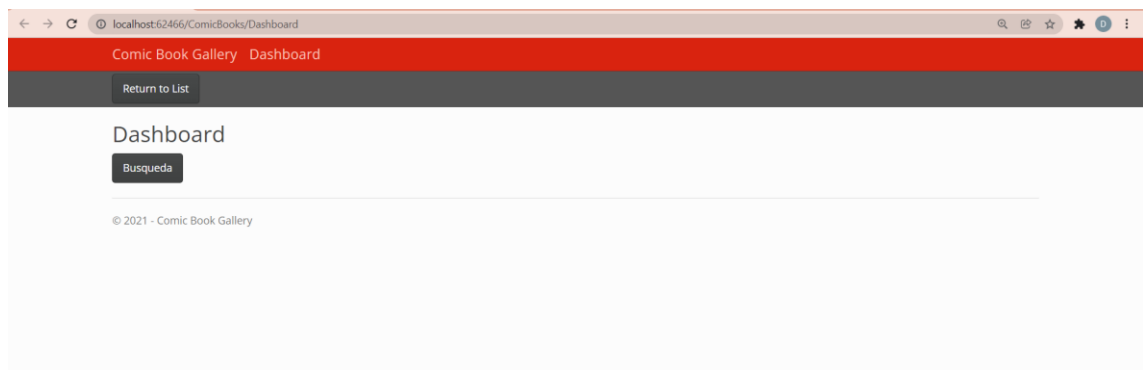 localhost:62466/ComicBooks/Dashboard
D
Comic Book Gallery Dashboard
Return to List
Dashboard
Busqueda
© 2021 - Comic Book Gallery